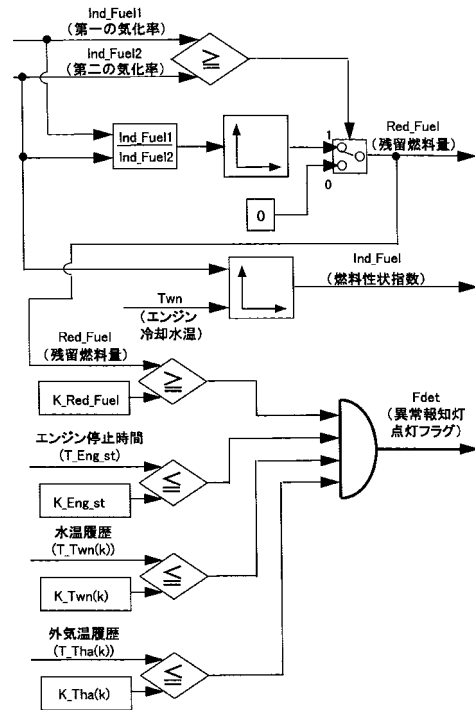 Ind_Fuel1
(第一の気化率)
Ind_Fuel2
(第二の気化率)
≧
Ind_Fuel1
Ind_Fuel2
1
0
0
Red_Fuel
(残留燃料量)
Ind_Fuel
(燃料性状指数)
Twn
(エンジン
冷却水温)
Red_Fuel
(残留燃料量)
K_Red_Fuel
≧
エンジン停止時間
(T_Eng_st)
K_Eng_st
≦
水温履歴
(T_Twn(k))
K_Twn(k)
≦
外気温履歴
(T_Tha(k))
K_Tha(k)
≦
Fdet
(異常報知灯
点灯フラグ)